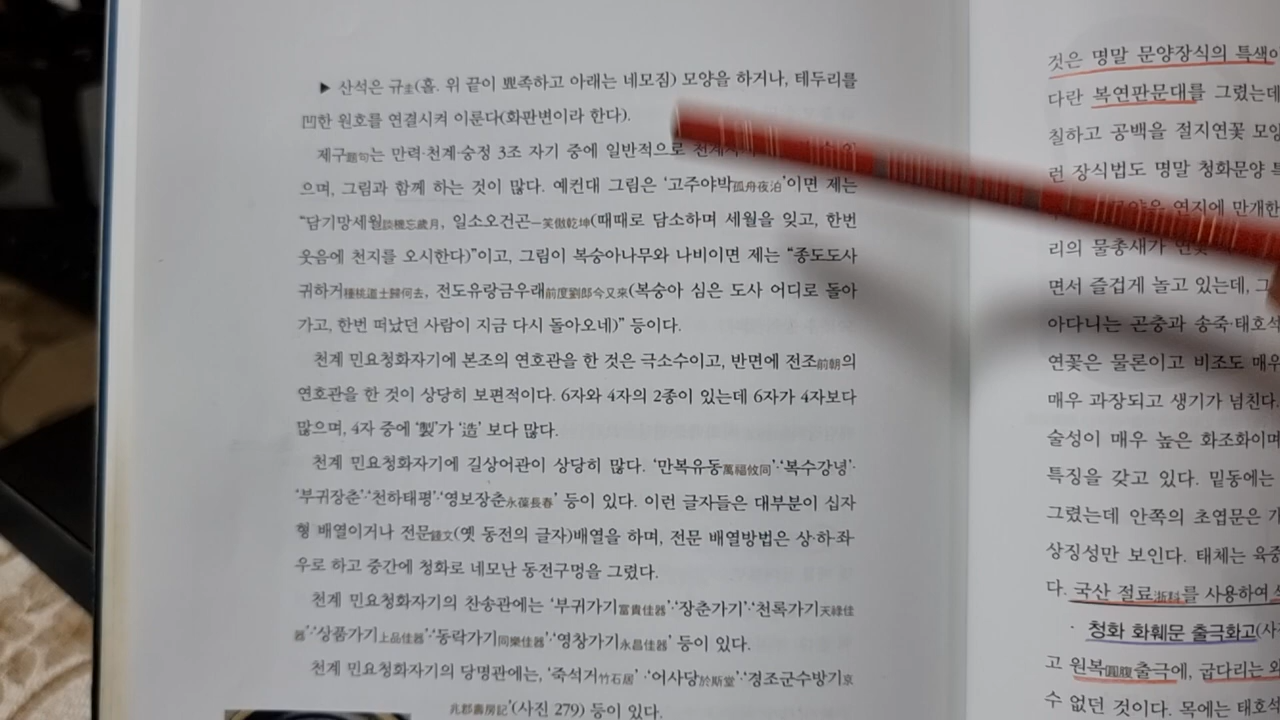 ▶ 산석은 규圭(홀. 위 끝이 뾰족하고 아래는 네모짐) 모양을 하거나, 테두리를
凹한 원호를 연결시켜 이룬다(화판변이라 한다).
제구題句는 만력·천계·숭정 3조 자기 중에 일반적으로
으며, 그림과 함께 하는 것이 많다. 예컨대 그림은 ‘고주야박孤舟夜泊’이면 제는
“담기망세월談機忘歲月, 일소오건곤一笑傲乾坤(때때로 담소하며 세월을 잊고, 한번
웃음에 천지를 오시한다)”이고, 그림이 복숭아나무와 나비이면 제는 “종도도사
귀하거種桃道士歸何去, 전도유랑금우래前度劉郎今又來(복숭아 심은 도사 어디로 돌아
가고, 한번 떠났던 사람이 지금 다시 돌아오네)” 등이다.
천계 민요청화자기에 본조의 연호관을 한 것은 극소수이고, 반면에 전조前朝의
연호관을 한 것이 상당히 보편적이다. 6자와 4자의 2종이 있는데 6자가 4자보다
많으며, 4자 중에 ‘製’가 ‘造’ 보다 많다.
천계 민요청화자기에 길상어관이 상당히 많다. ‘만복유동萬福攸同’·‘복수강녕’·
‘부귀장춘’·‘천하태평’·‘영보장춘永葆長春’ 등이 있다. 이런 글자들은 대부분이 십자
형 배열이거나 전문錢文(옛 동전의 글자)배열을 하며, 전문 배열방법은 상·하·좌·
우로 하고 중간에 청화로 네모난 동전구멍을 그렸다.
천계 민요청화자기의 찬송관에는 ‘부귀가기富貴佳器’·‘장춘가기’·‘천록가기天祿佳
器’·‘상품가기上品佳器’·‘동락가기同樂佳器’·‘영창가기永昌佳器’ 등이 있다.
천계 민요청화자기의 당명관에는, ‘죽석거竹石居’·‘어사당於斯堂’·‘경조군수방기京
兆郡壽房記’(사진 279) 등이 있다.
것은 명말 문양장식의 특색
다란 복연판문대를 그렸는데
칠하고 공백을 절지연꽃 모양
런 장식법도 명말 청화문양
연지에 만개한
리의 물총새가
면서 즐겁게 놀고 있는데, 그
아다니는 곤충과 송죽·태호석
연꽃은 물론이고 비조도 매우
매우 과장되고 생기가 넘친다.
술성이 매우 높은 화조화이며
특징을 갖고 있다. 밑동에는
그렸는데 안쪽의 초엽문은
상징성만 보인다. 태체는
다. 국산 절료浙料를 사용하여
· 청화 화훼문 출극화고
고 원복圓腹출극에, 굽다리는
수 없던 것이다. 목에는 태호석